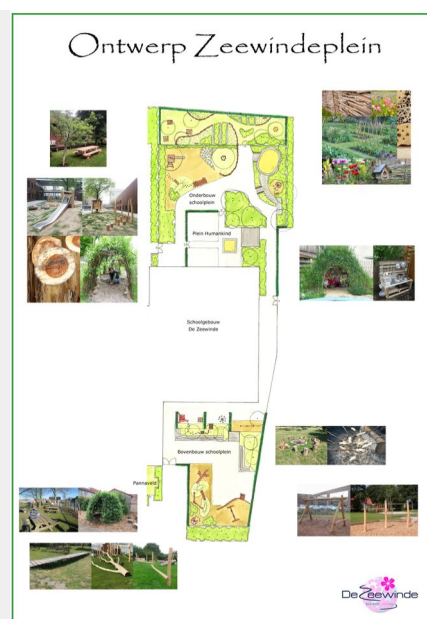 Ontwerp Zeewindeplein
Onderbouw
schoolplein
Plein Humankind
Schoolgebouw
De Zeewinde
Bovenbouw schoolplein
Pannaveld
De Zeewinde